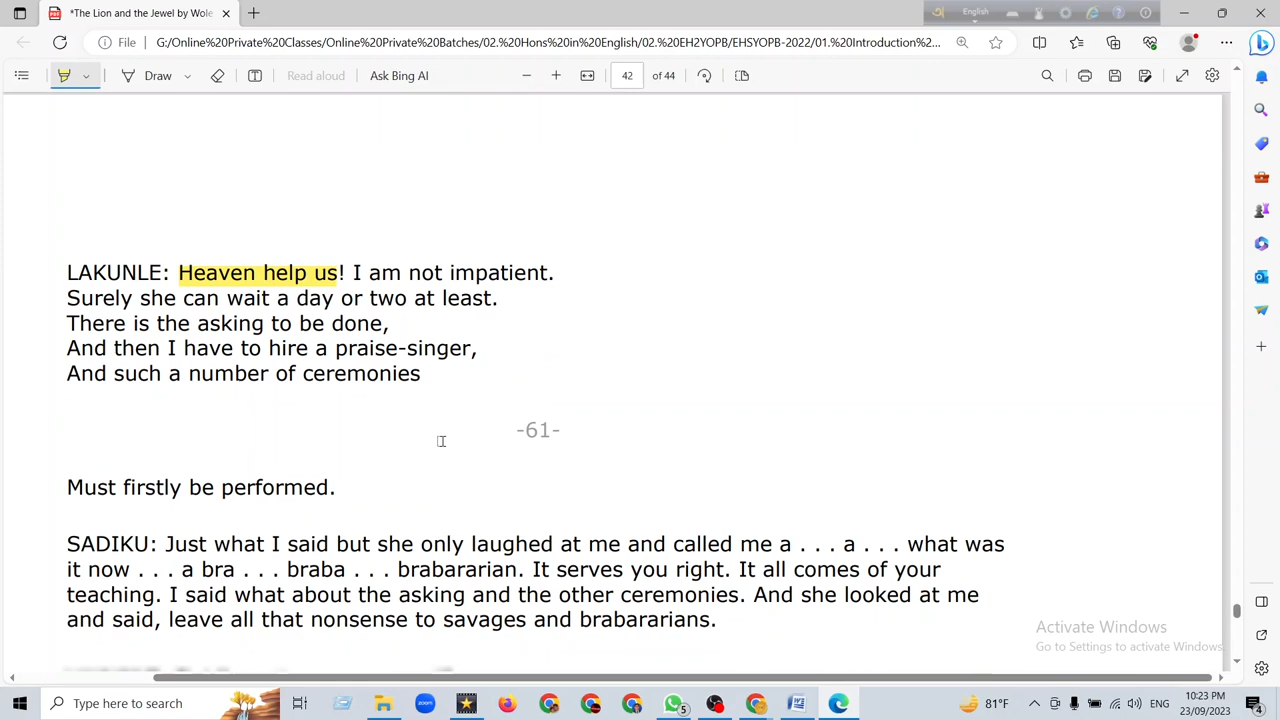 *The Lion and the Jewel by Wole
English
File
G:/Online%20Private%20Classes/Online%20Private%20Batches/02.%20Hons%20in%20English/02.%20EH2YOPB/EHSYOPB-2022/01.%20Introduction%20...
Draw
Read aloud
Ask Bing AI
42 of 44
LAKUNLE: Heaven help us! I am not impatient.
Surely she can wait a day or two at least.
There is the asking to be done,
And then I have to hire a praise-singer,
And such a number of ceremonies
-61-
Must firstly be performed.
SADIKU: Just what I said but she only laughed at me and called me a . . . a . . . what was
it now . . . a bra . . . braba . . . brabararian. It serves you right. It all comes of your
teaching. I said what about the asking and the other ceremonies. And she looked at me
and said, leave all that nonsense to savages and brabararians.
Activate Windows
Go to Settings to activate Windows.
Type here to search
zoom
5
81°F
ENG
10:23 PM
23/09/2023
4